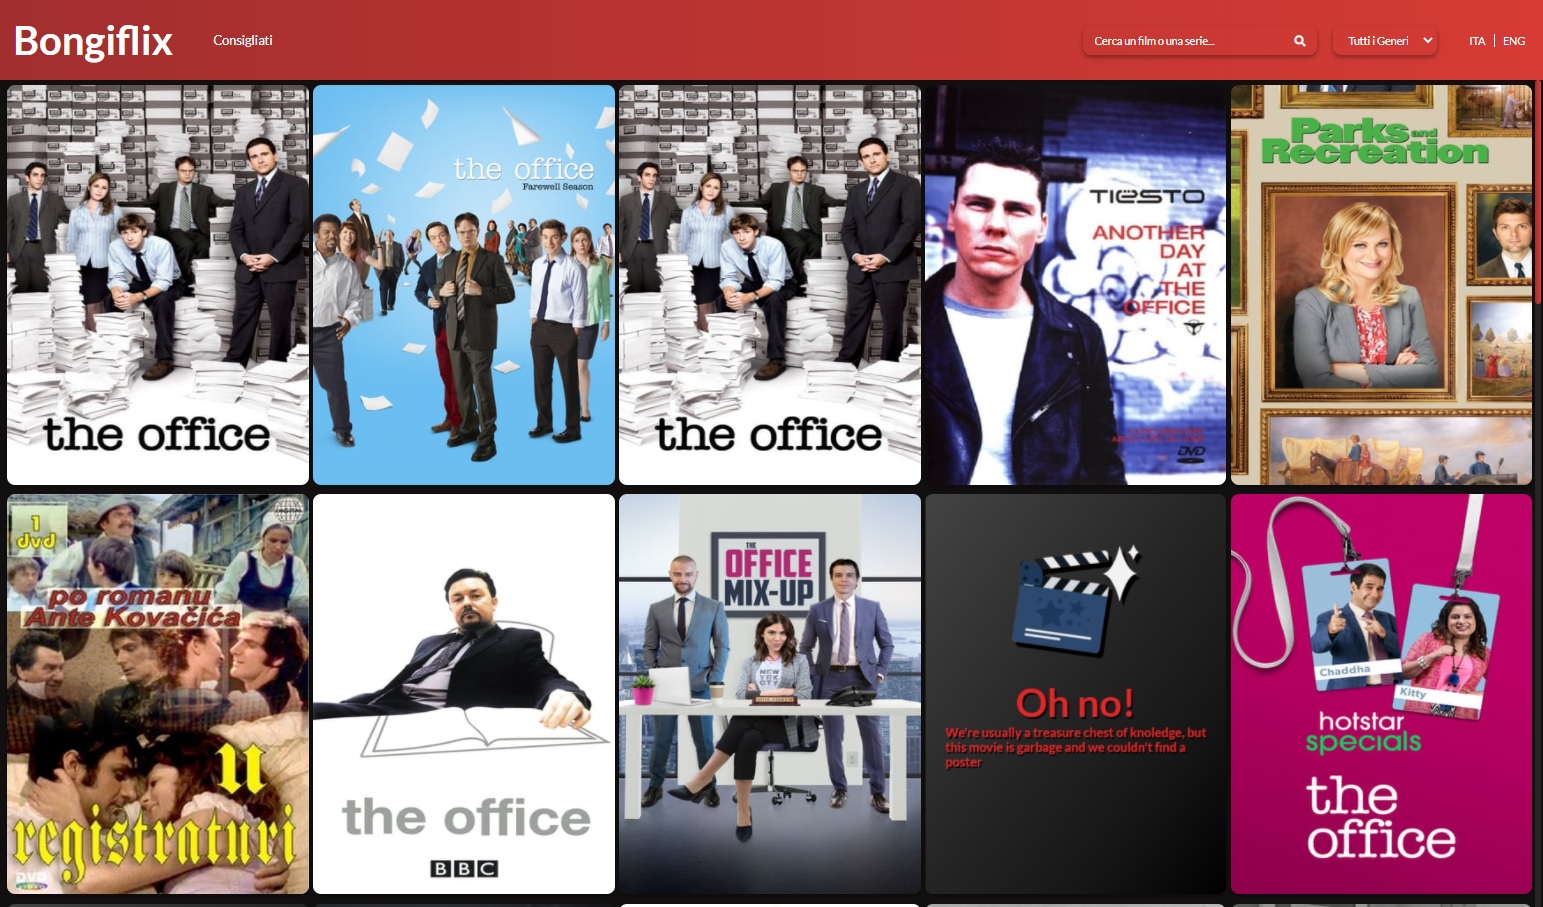 Bongiflix
Consigliati
Cerca un film o una serie...
Tutti i Generi
ITA
ENG
the office
the office
Farewell Season
the office
TIËSTO
ANOTHER
DAY
AT
THE
OFFICE
DVD
Parks and
Recreation
1
dvd
po romanu
Ante Kovačića
u
registraturi
DVD
the office
BBC
THE
OFFICE
MIX-UP
NEW
YORK
CITY
Oh no!
We're usually a treasure chest of knoledge, but
this movie is garbage and we couldn't find a
poster
Chaddha
Kitty
hotstar
specials
the
office